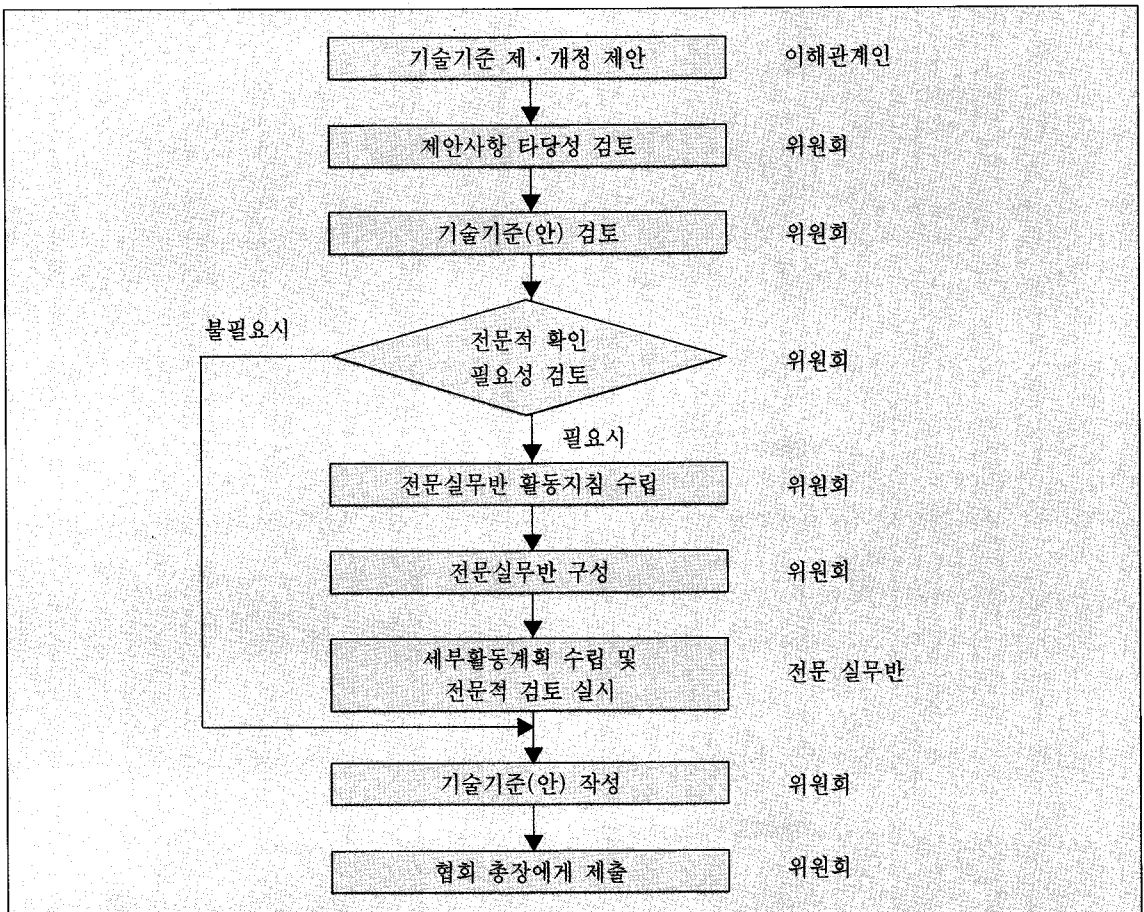 기술기준 제·개정 제안 이해관계인
제안사항 타당성 검토 위원회
기술기준(안) 검토 위원회
불필요시
전문적 확인
필요성 검토
위원회
필요시
전문실무반 활동지침 수립 위원회
전문실무반 구성 위원회
세부활동계획 수립 및
전문적 검토 실시
전문 실무반
기술기준(안) 작성 위원회
협회 총장에게 제출 위원회